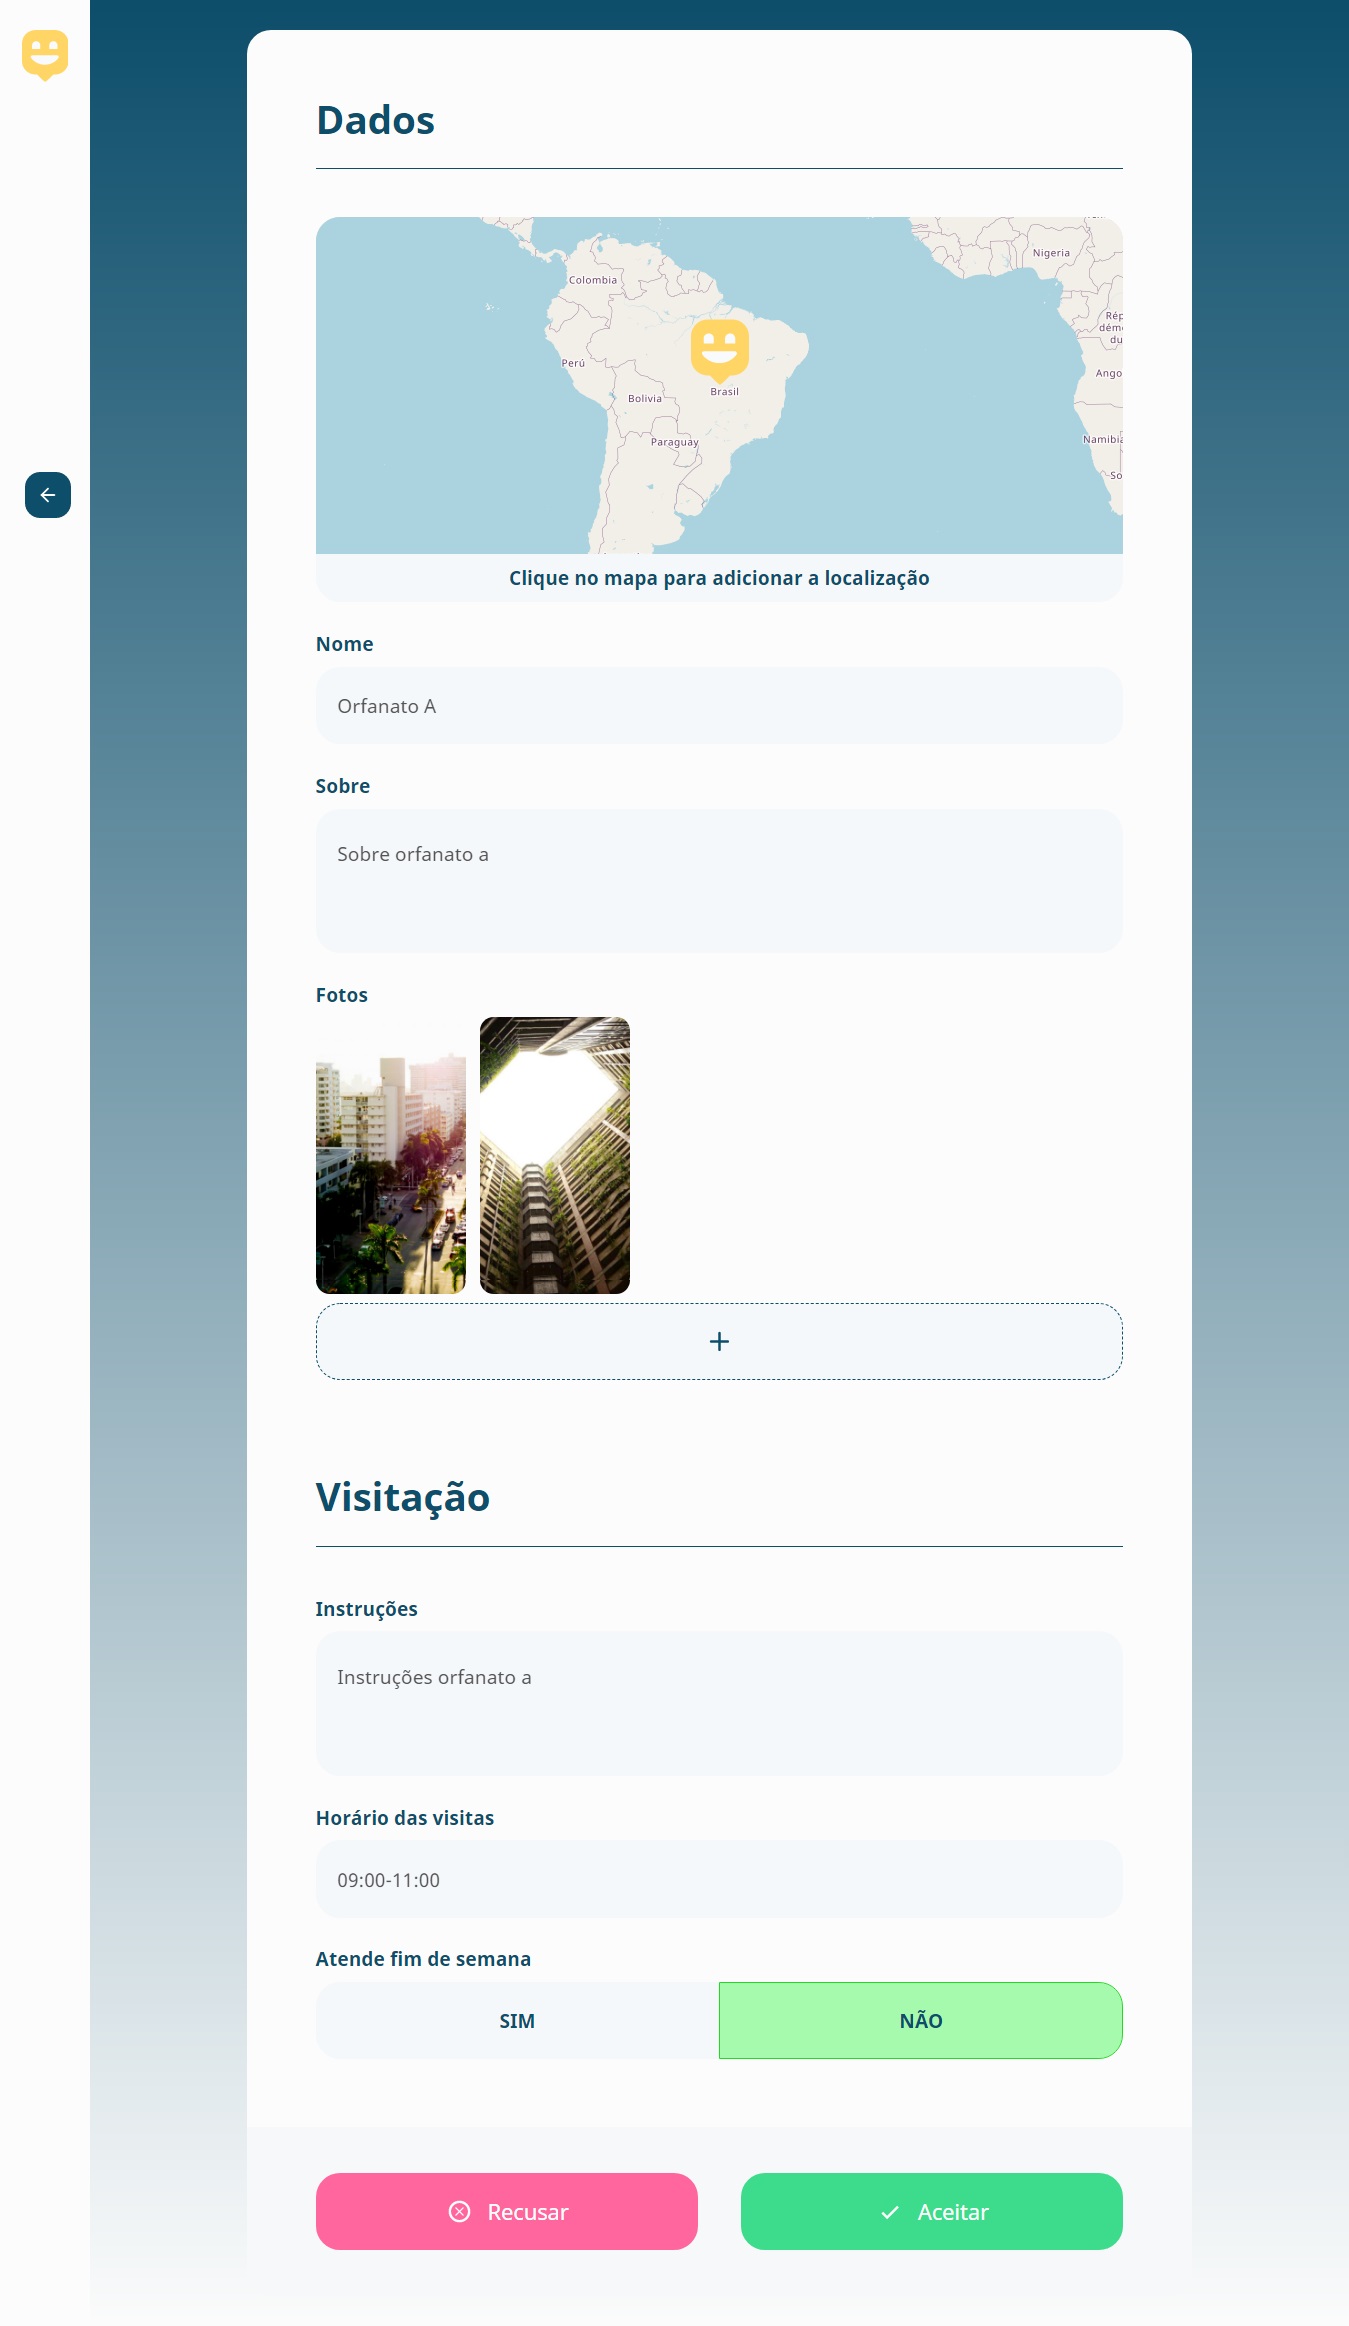 Dados
Nigeria
Colombia
Rép
dém
du
Perú
Ango
Brasil
Bolivia
Paraguay
Namibia
So
Clique no mapa para adicionar a localização
Nome
Orfanato A
Sobre
Sobre orfanato a
Fotos
Visitação
Instruções
Instruções orfanato a
Horário das visitas
09:00-11:00
Atende fim de semana
SIM
NÃO
Recusar
Aceitar